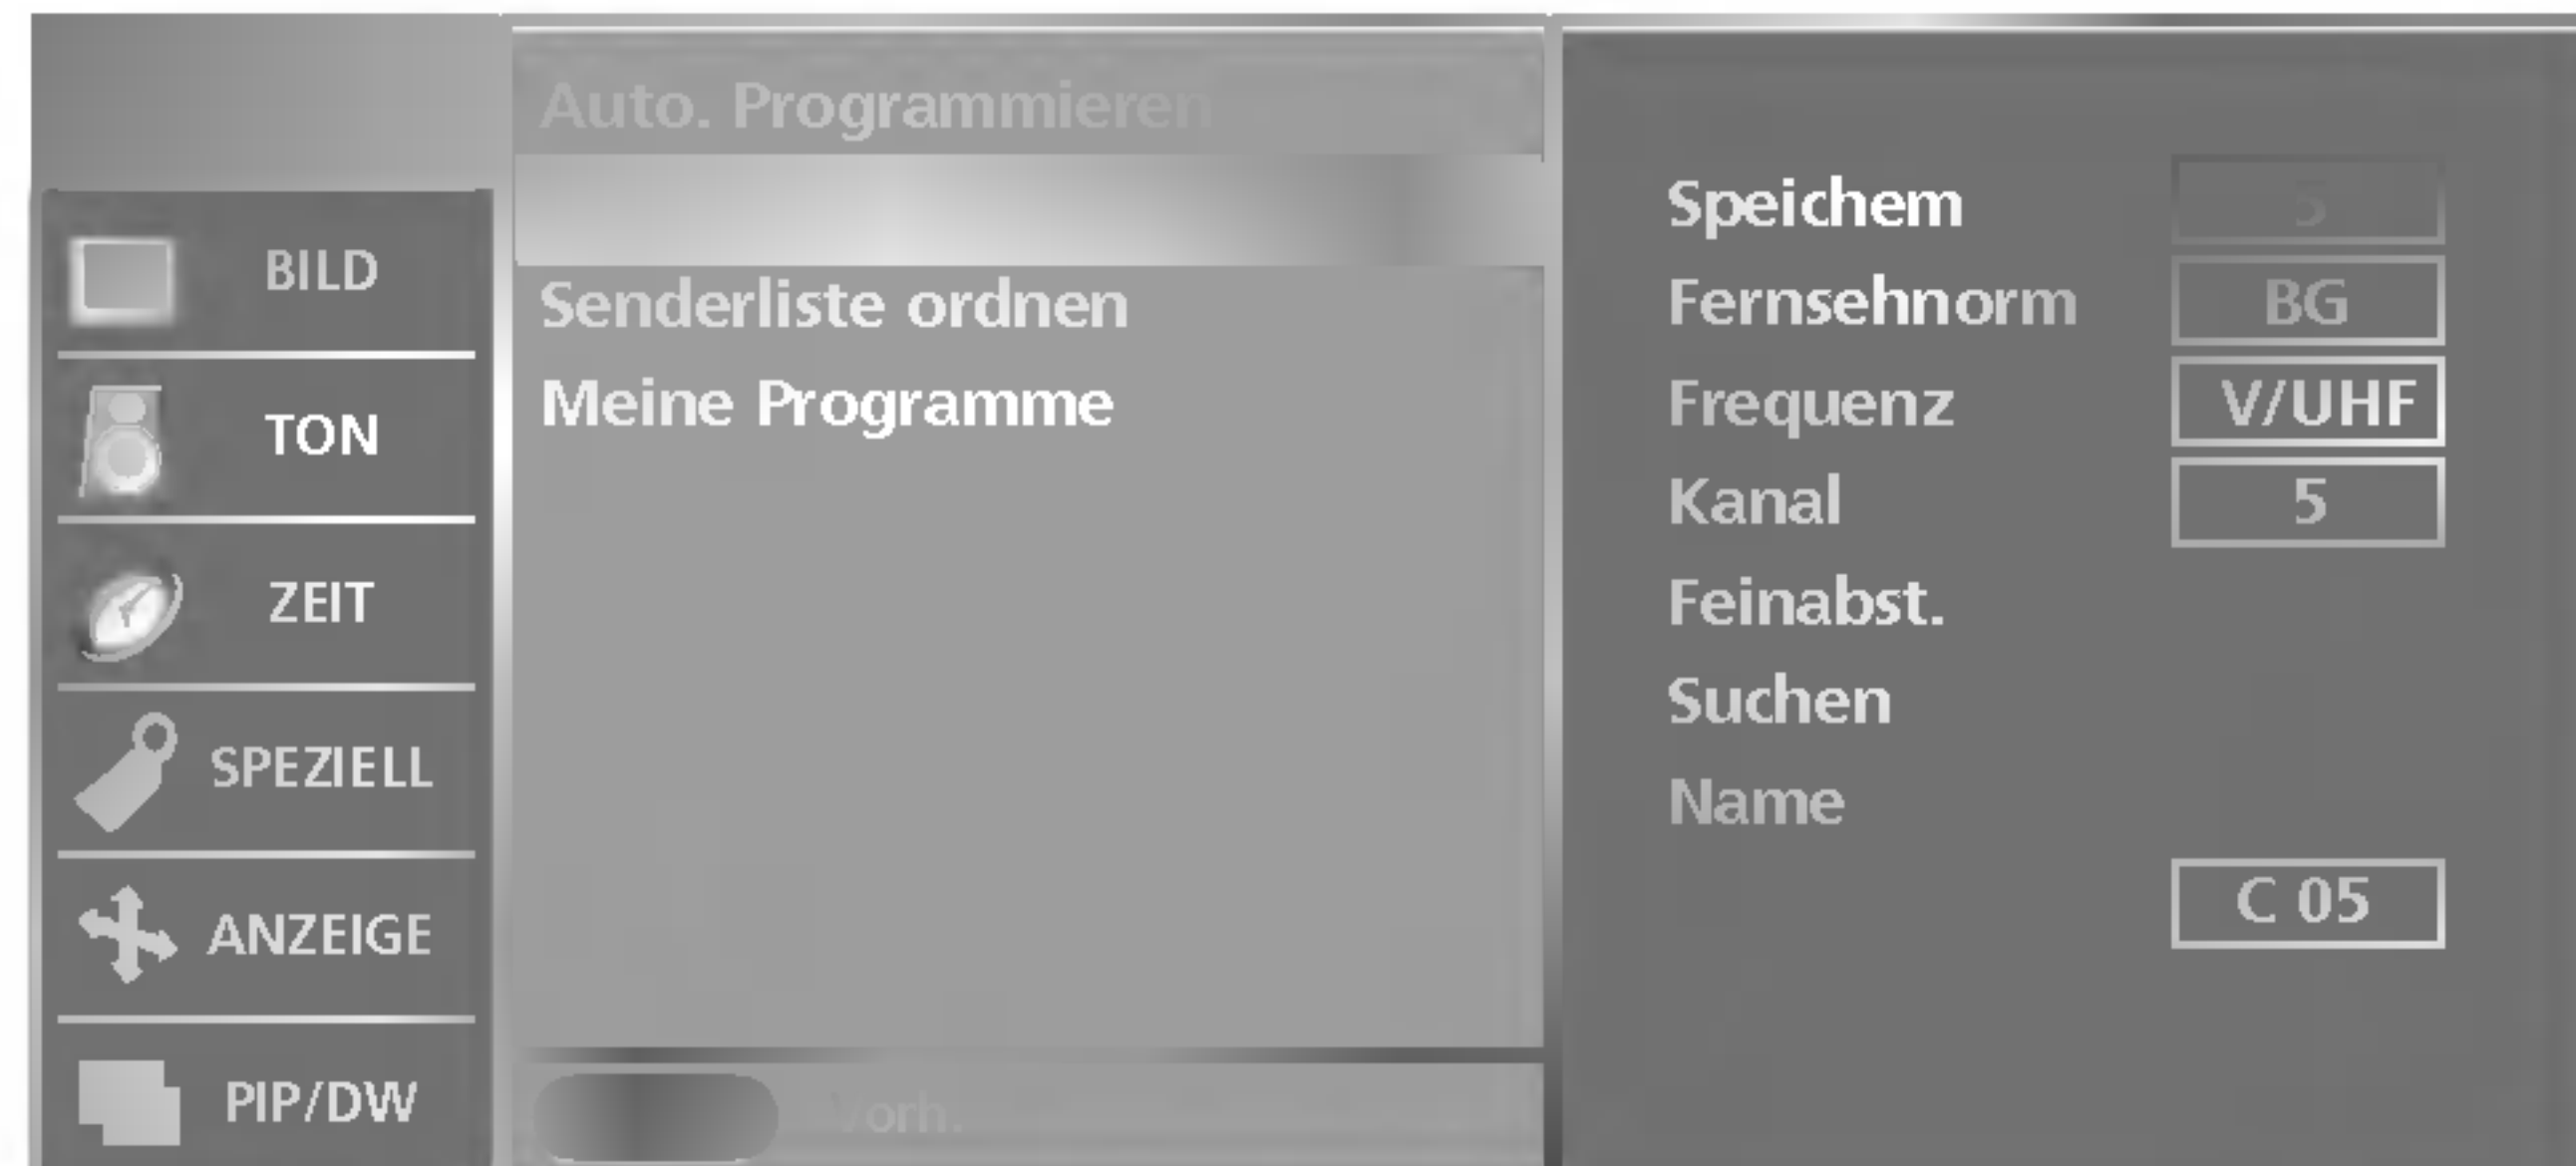 BILD
TON
ZEIT
SPEZIELL
ANZEIGE
PIP/DW
Auto. Programmieren
Senderliste ordnen
Meine Programme
Vorh.
Speichem 5
Fernsehnorm BG
Frequenz V/UHF
Kanal 5
Feinabst.
Suchen
Name
C 05